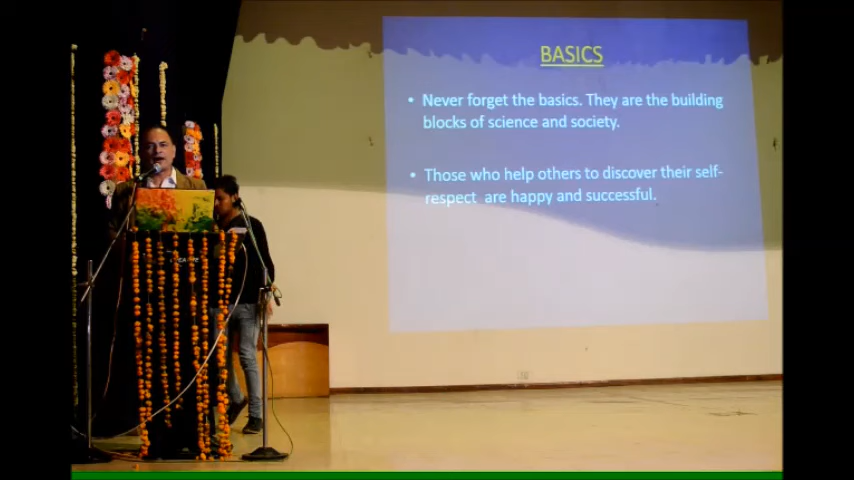 BASICS
• Never forget the basics. They are the building
blocks of science and society.
• Those who help others to discover their self-
respect are happy and successful.